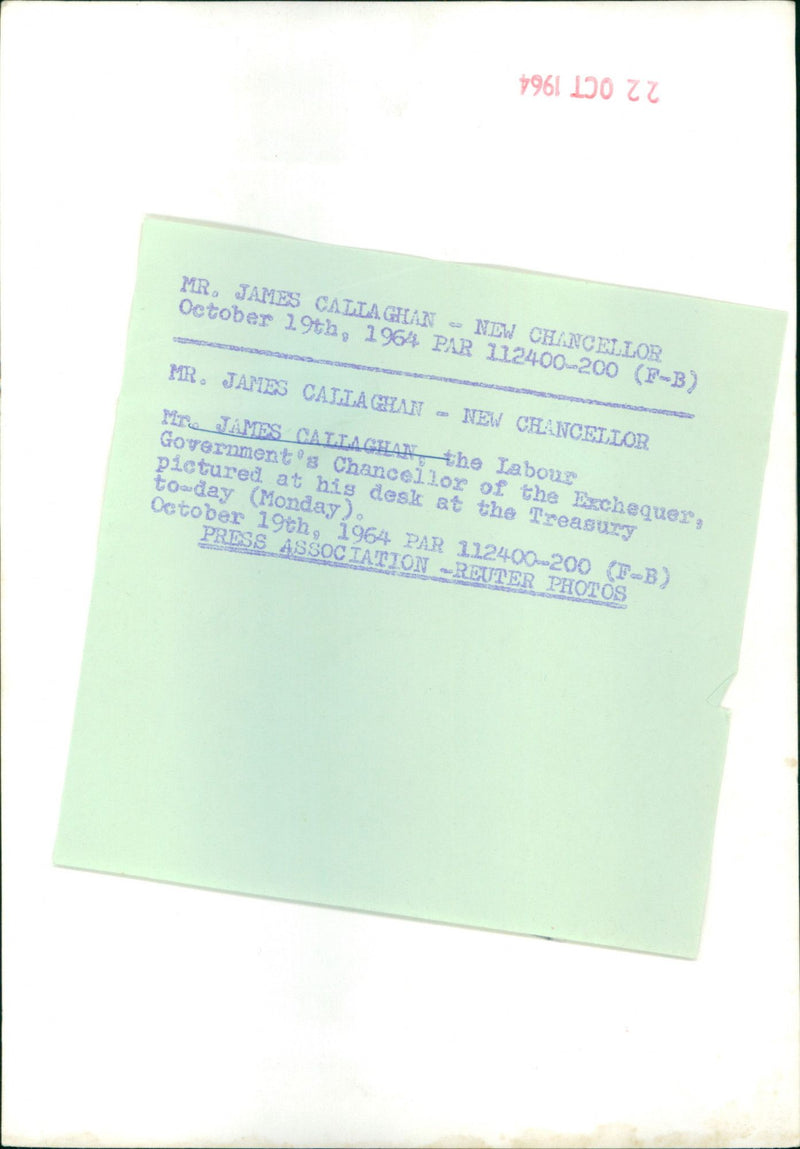 22 OCT 1964
MR. JAMES CALLAGHAN - NEW CHANCELLOR
October 19th, 1964 PAR 112400-200 (F-B)
MR. JAMES CALLAGHAN - NEW CHANCELLOR
Mr. JAMES CALLAGHAN, the Labour
Government's Chancellor of the Exchequer,
pictured at his desk at the Treasury
to-day (Monday).
October 19th, 1964 PAR 112400-200 (F-B)
PRESS ASSOCIATION -REUTER PHOTOS